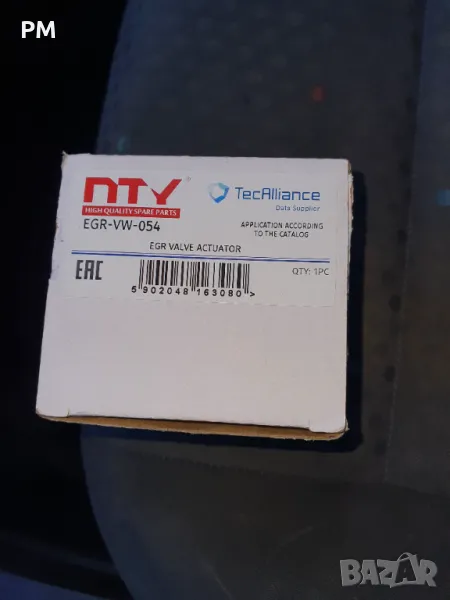 PM
NTY
HIGH QUALITY SPARE PARTS
EGR-VW-054
TecAlliance
Data Supplier
APPLICATION ACCORDING
TO THE CATALOG
EGR VALVE ACTUATOR
EAC
5 902048 163080 >
QTY: 1PC
BAZAR